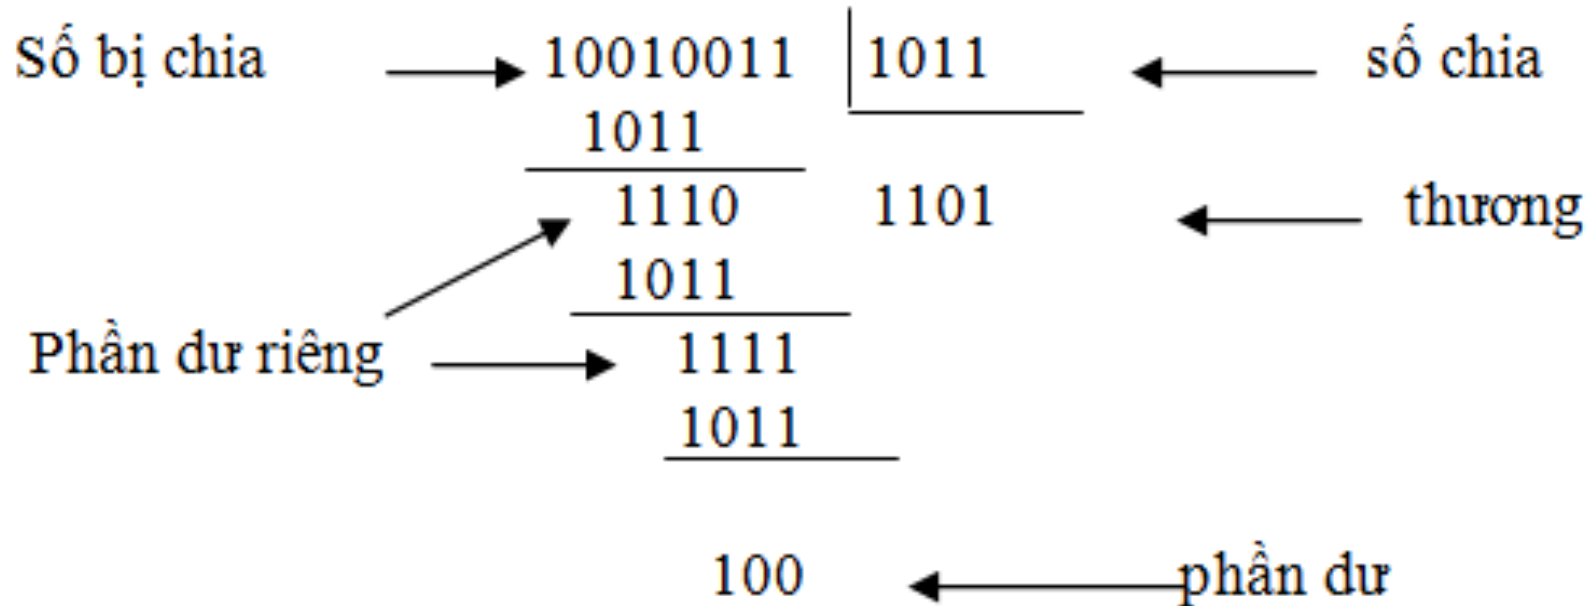 Số bị chia 10010011 1011 số chia
1011
1110 1101 thương
1011
Phần dư riêng 1111
1011
100 phần dư